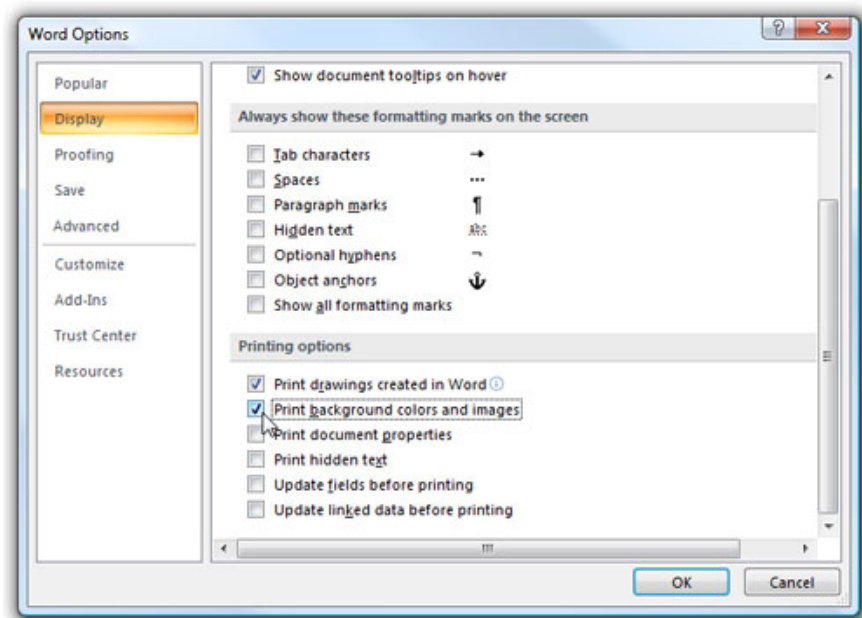 Word Options
Popular
Display
Proofing
Save
Advanced
Customize
Add-Ins
Trust Center
Resources
Show document tooltips on hover
Always show these formatting marks on the screen
Tab characters →
Spaces ···
Paragraph marks ¶
Hidden text abc
Optional hyphens ¬
Object anchors
Show all formatting marks
Printing options
Print drawings created in Word
Print background colors and images
Print document properties
Print hidden text
Update fields before printing
Update linked data before printing
OK Cancel